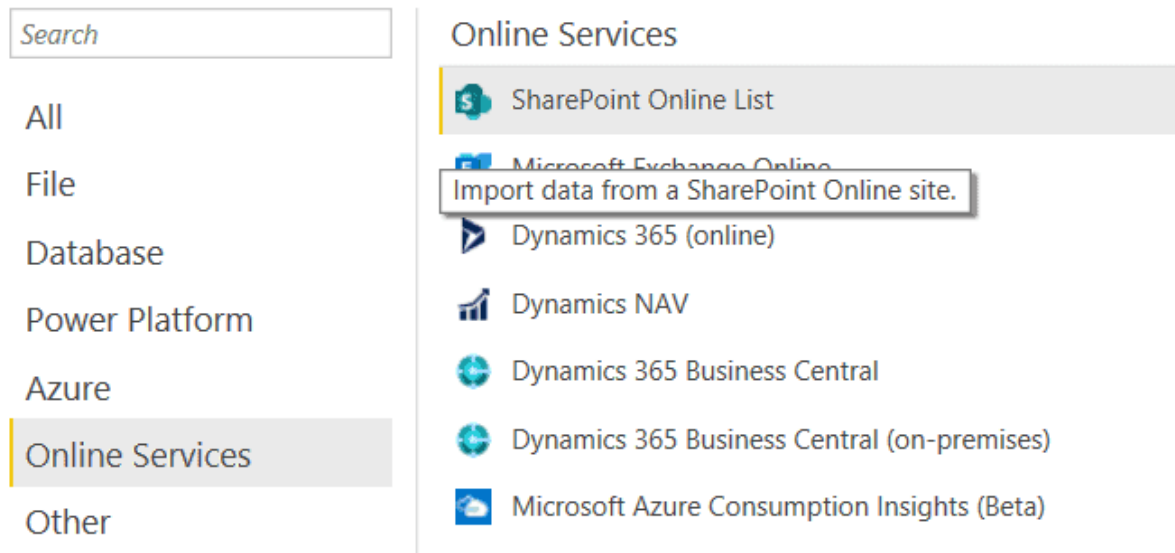 Search
All
File
Database
Power Platform
Azure
Online Services
Other
Online Services
SharePoint Online List
Microsoft Exchange Online
Import data from a SharePoint Online site.
Dynamics 365 (online)
Dynamics NAV
Dynamics 365 Business Central
Dynamics 365 Business Central (on-premises)
Microsoft Azure Consumption Insights (Beta)